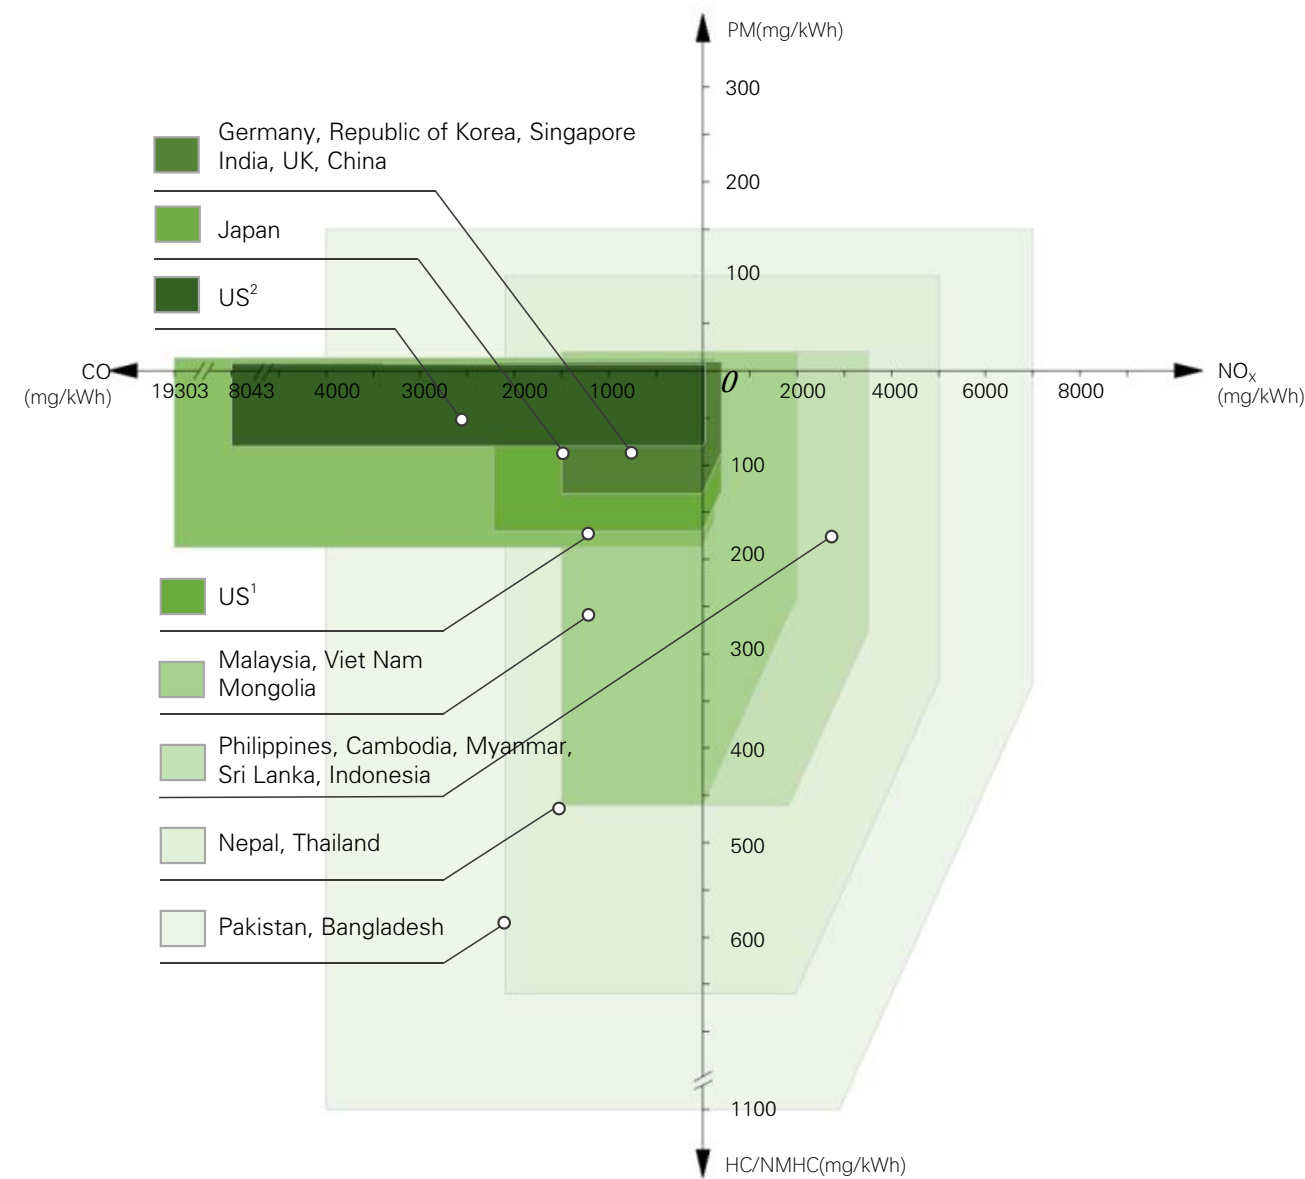 PM(mg/kWh)
300
200
100
Germany, Republic of Korea, Singapore
India, UK, China
Japan
US²
CO
(mg/kWh)
19303
8043
4000
3000
2000
1000
0
2000
4000
6000
8000
NOₓ
(mg/kWh)
100
200
300
400
500
600
1100
US¹
Malaysia, Viet Nam
Mongolia
Philippines, Cambodia, Myanmar,
Sri Lanka, Indonesia
Nepal, Thailand
Pakistan, Bangladesh
HC/NMHC(mg/kWh)